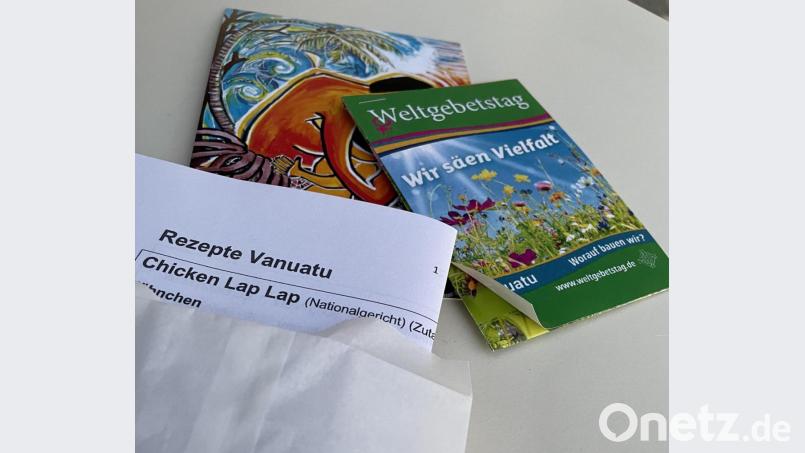 Weltgebetstag
Wir säen Vielfalt
uatu
Worauf bauen wir?
www.weltgebetstag.de
Rezepte Vanuatu
1
Chicken Lap Lap (Nationalgericht) (Zuta
ähnchen
Onetz.de